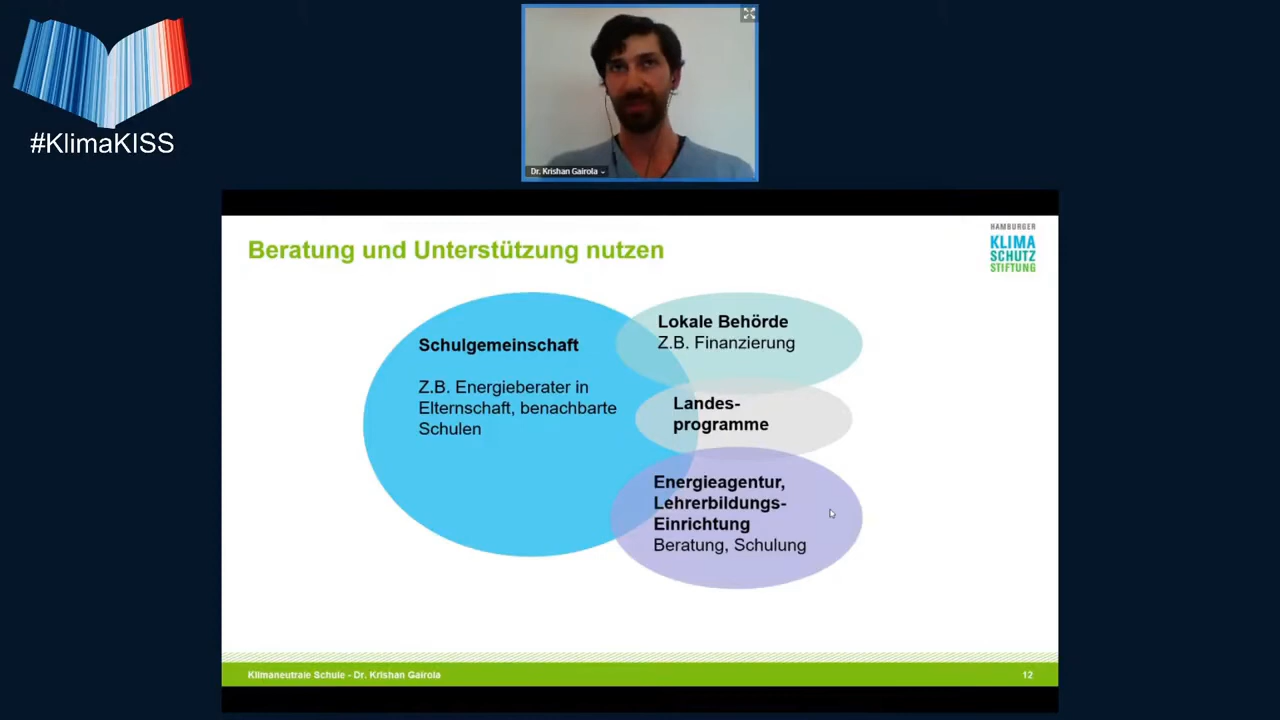 #KlimaKISS
Dr. Krishan Gairola
Beratung und Unterstützung nutzen
HAMBURGER
KLIMA
SCHUTZ
STIFTUNG
Schulgemeinschaft
Z.B. Energieberater in
Elternschaft, benachbarte
Schulen
Lokale Behörde
Z.B. Finanzierung
Landes-
programme
Energieagentur,
Lehrerbildungs-
Einrichtung
Beratung, Schulung
Klimaneutrale Schule - Dr. Krishan Gairola
12